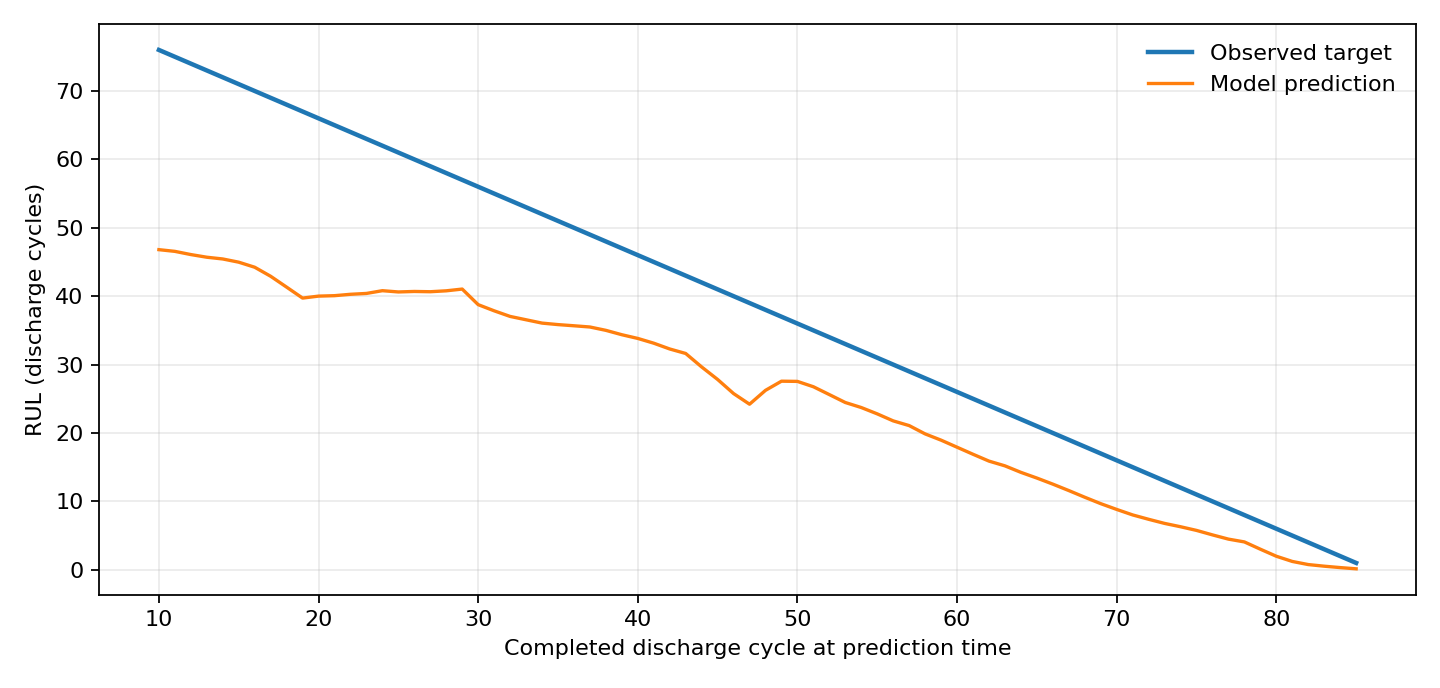 Observed target
Model prediction
RUL (discharge cycles)
70
60
50
40
30
20
10
0
10 20 30 40 50 60 70 80
Completed discharge cycle at prediction time